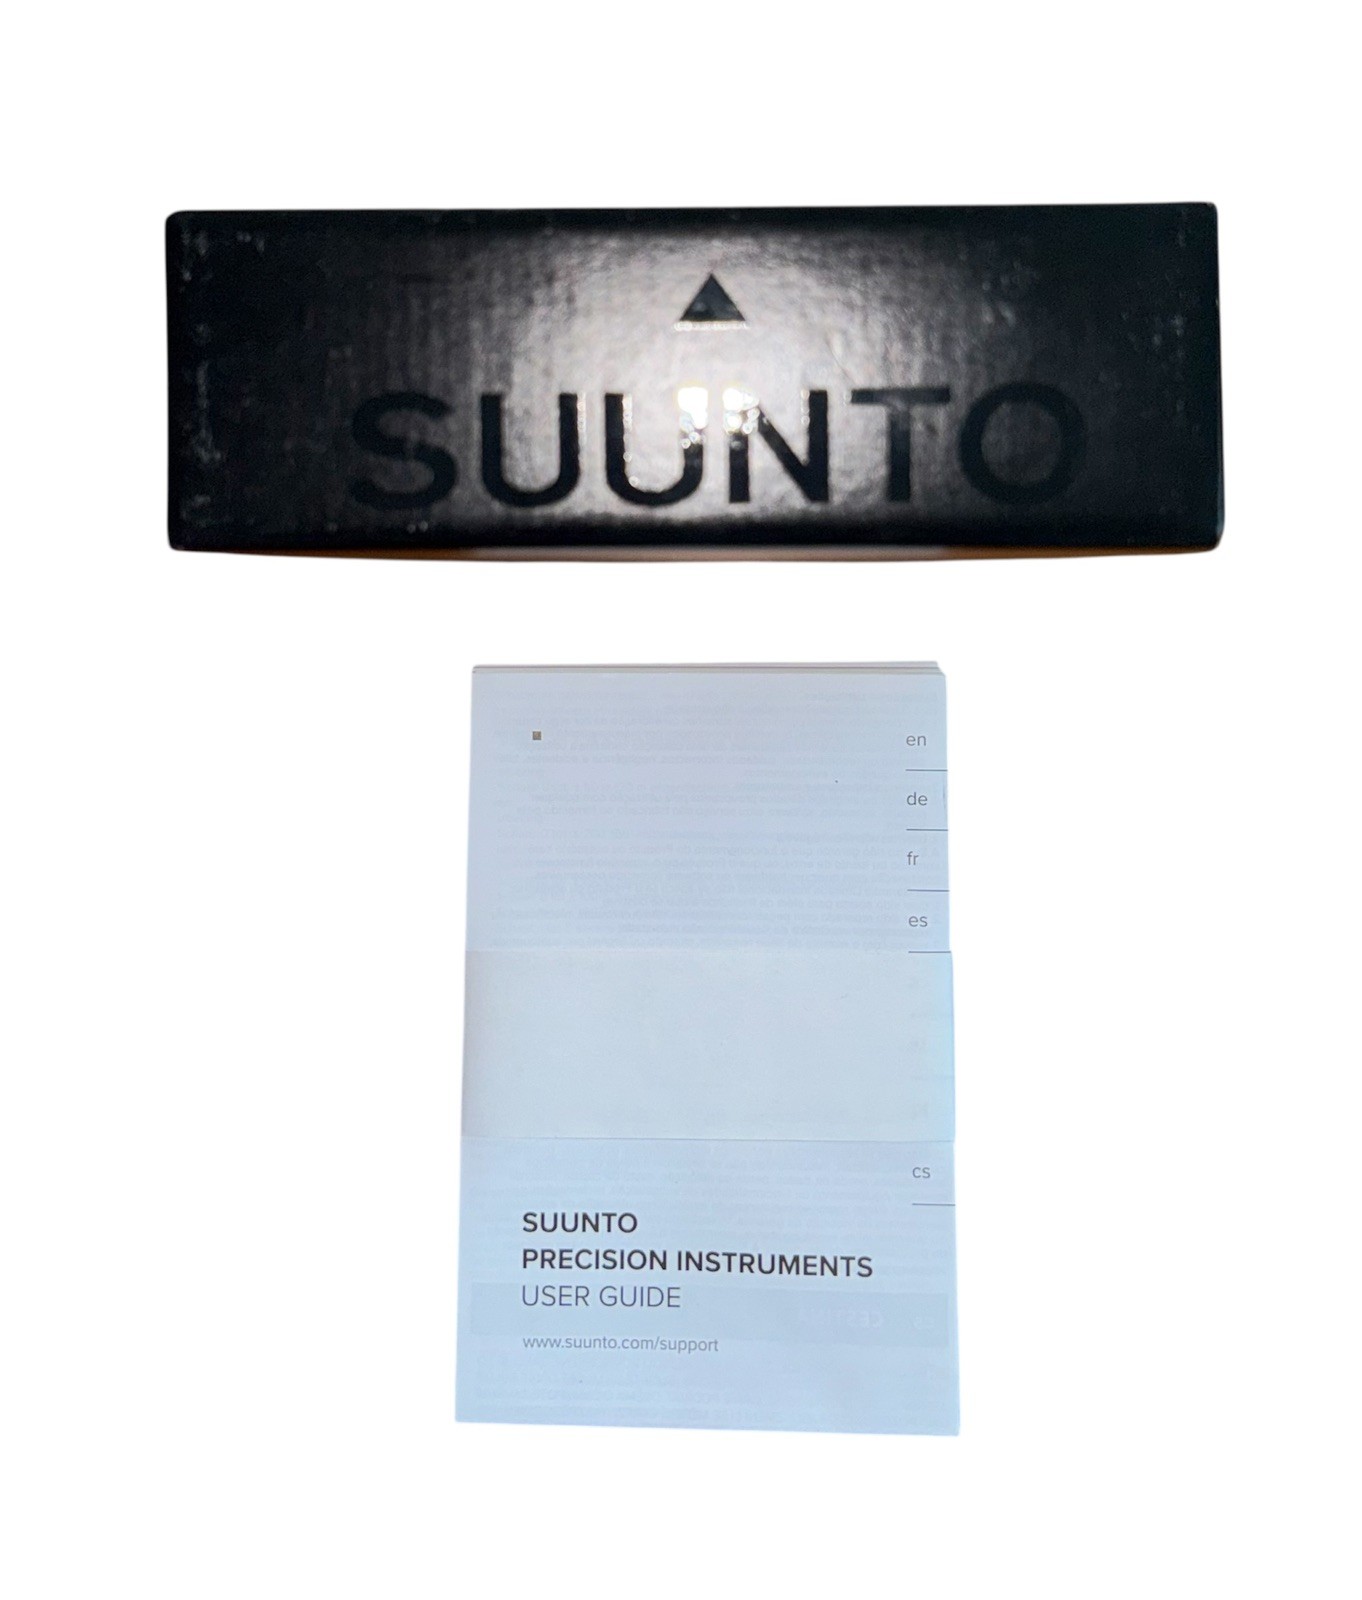 SUUNTO
en
de
fr
es
cs
SUUNTO
PRECISION INSTRUMENTS
USER GUIDE
www.suunto.com/support